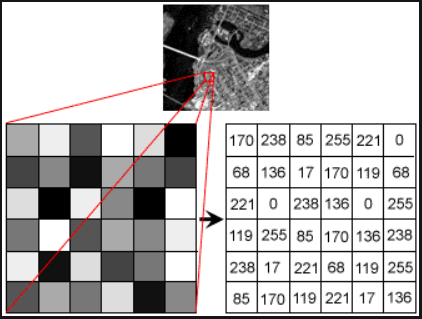 170 238 85 255 221 0
68 136 17 170 119 68
221 0 238 136 0 255
119 255 85 170 136 238
238 17 221 68 119 255
85 170 119 221 17 136